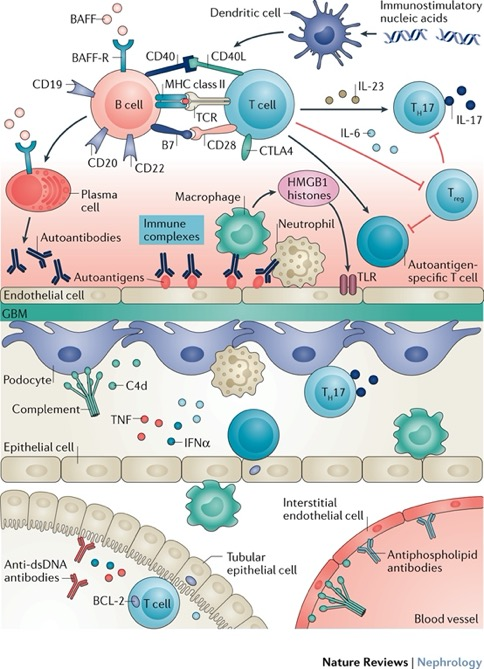 BAFF
Dendritic cell
Immunostimulatory
nucleic acids
BAFF-R
CD40
CD40L
CD19
MHC class II
IL-23
B cell
T cell
TH17
TCR
IL-17
IL-6
B7
CD28
CD20
CD22
CTLA4
Treg
Plasma
cell
Macrophage
HMGB1
histones
Autoantibodies
Immune
complexes
Neutrophil
Autoantigens
TLR
Autoantigen-
specific T cell
Endothelial cell
GBM
Podocyte
C4d
TH17
Complement
TNF
IFNα
Epithelial cell
Interstitial
endothelial cell
Anti-dsDNA
antibodies
Tubular
epithelial cell
Antiphospholipid
antibodies
BCL-2
T cell
Blood vessel
Nature Reviews | Nephrology